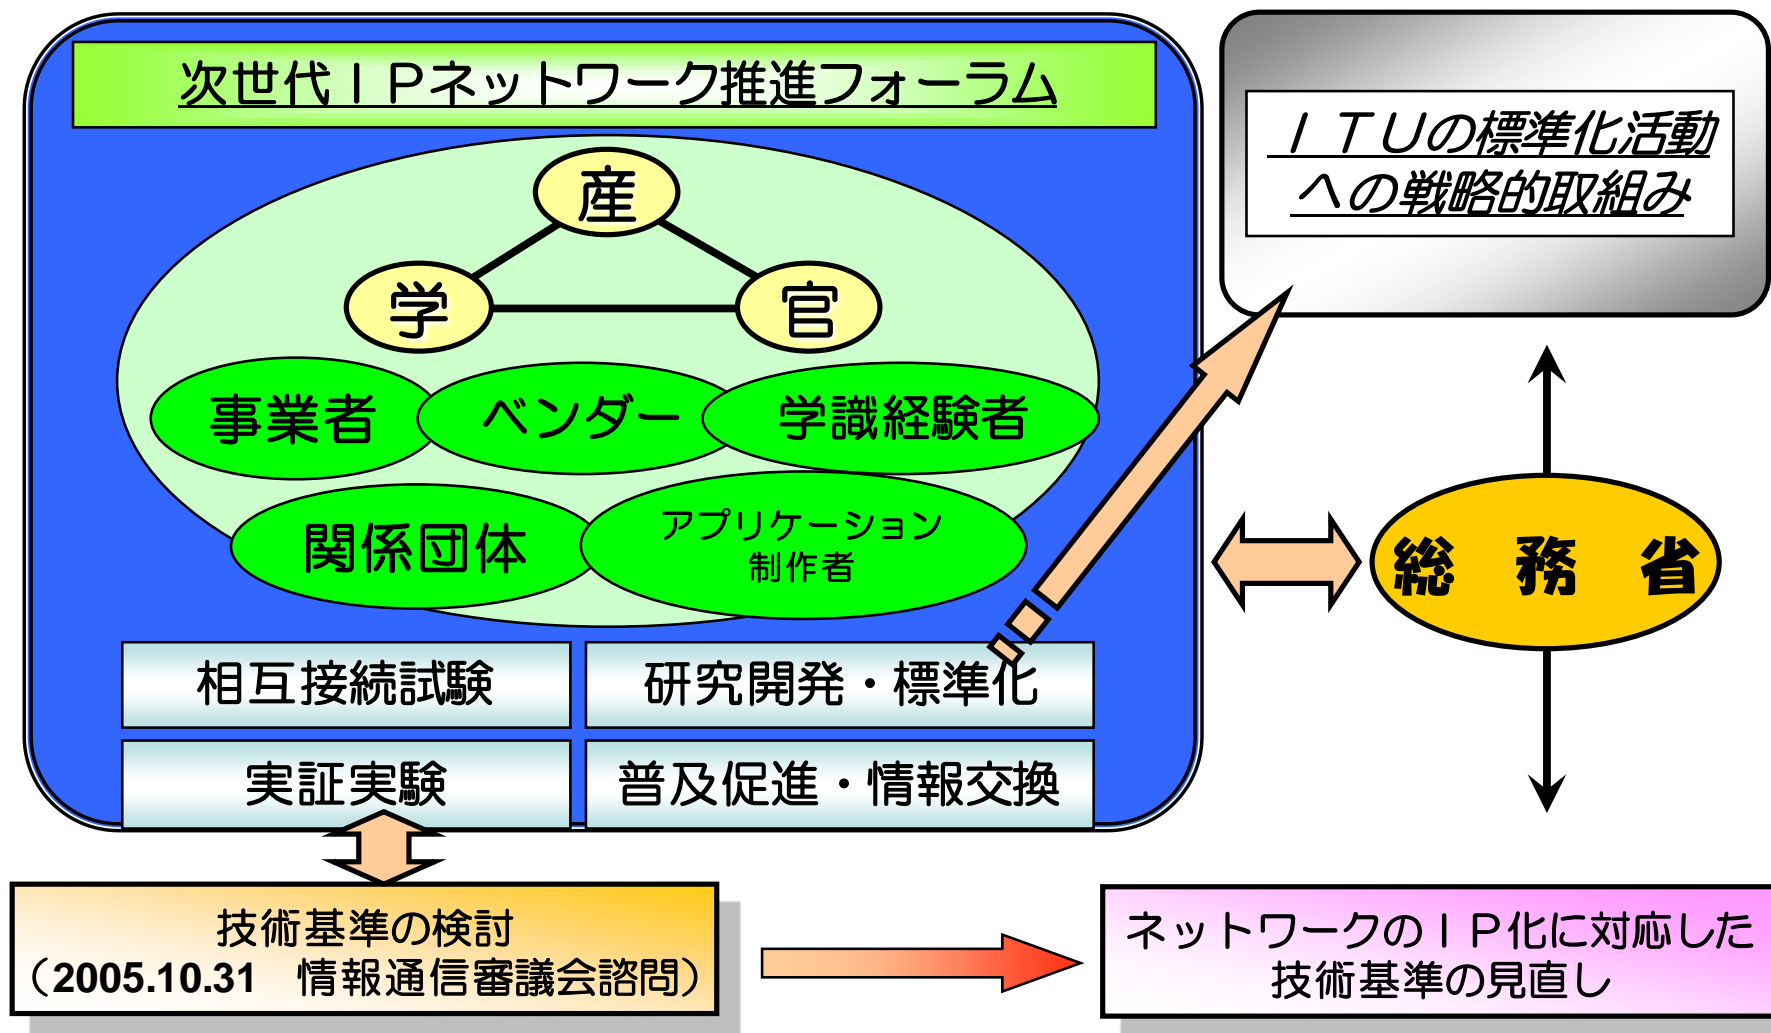 次世代ＩＰネットワーク推進フォーラム
産
学
官
事業者
ベンダー
学識経験者
関係団体
アプリケーション
制作者
相互接続試験
研究開発・標準化
実証実験
普及促進・情報交換
ＩＴＵの標準化活動
への戦略的取組み
総　務　省
技術基準の検討
（2005.10.31　情報通信審議会諮問）
ネットワークのＩＰ化に対応した
技術基準の見直し